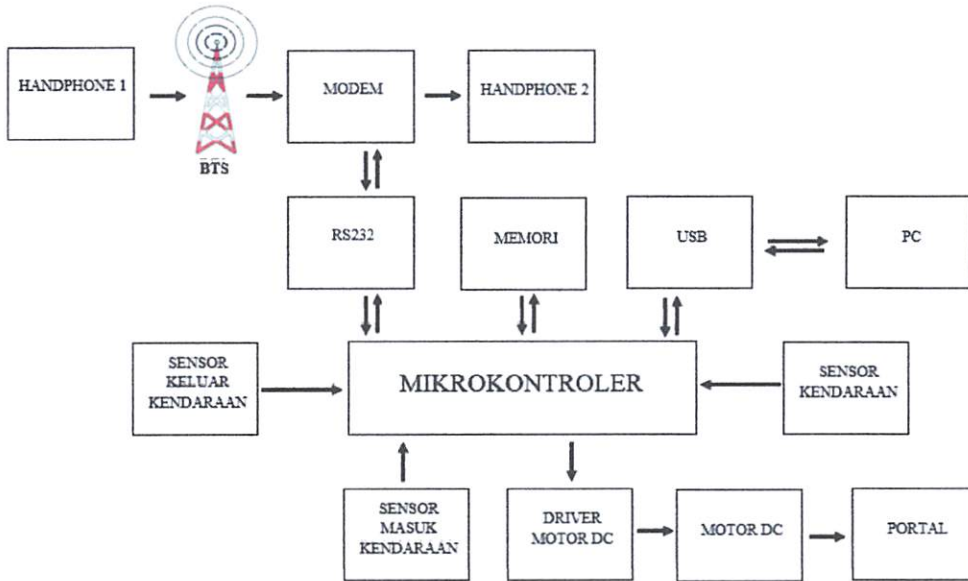 HANDPHONE 1
BTS
MODEM
HANDPHONE 2
RS232
MEMORI
USB
PC
SENSOR
KELUAR
KENDARAAN
MIKROKONTROLER
SENSOR
KENDARAAN
SENSOR
MASUK
KENDARAAN
DRIVER
MOTOR DC
MOTOR DC
PORTAL